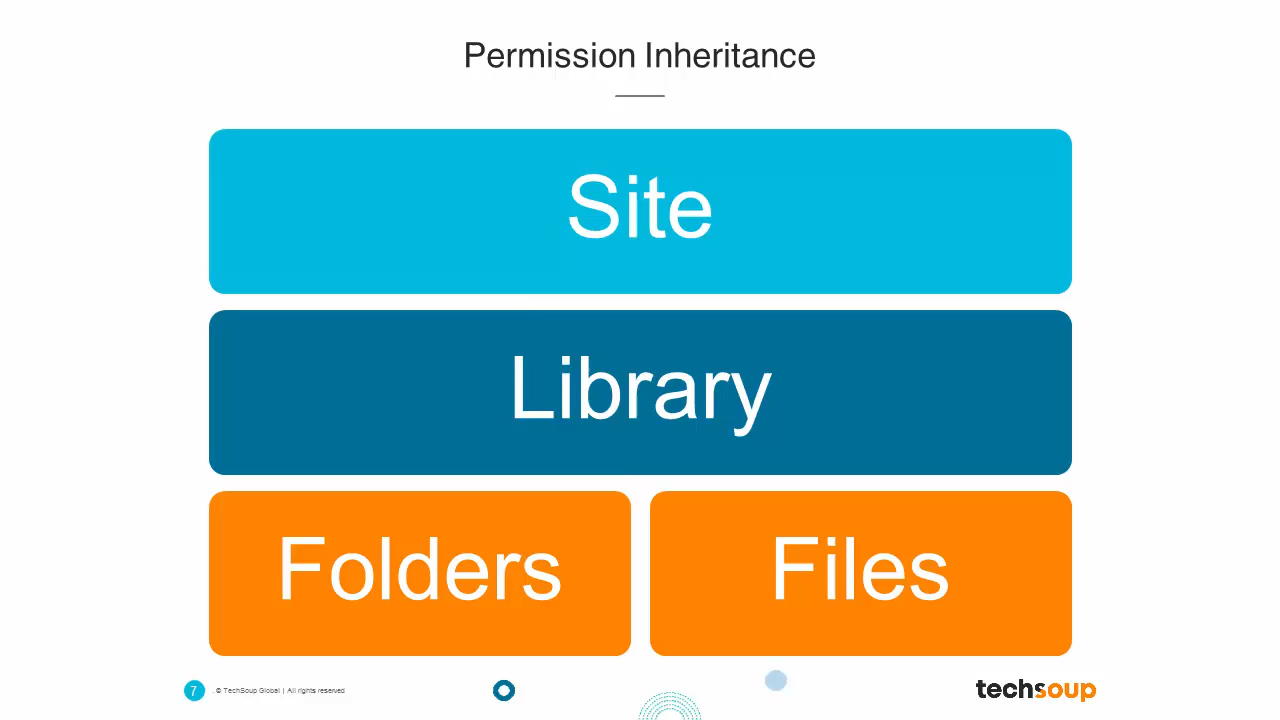 Permission Inheritance
Site
Library
Folders
Files
7
. © TechSoup Global | All rights reserved
techsoup